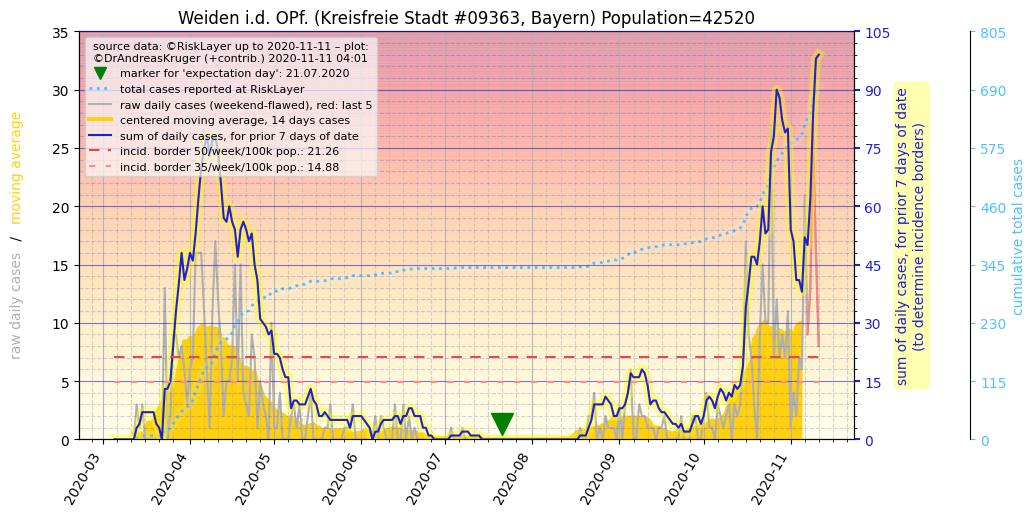 Weiden i.d. OPf. (Kreisfreie Stadt #09363, Bayern) Population=42520
source data: ©RiskLayer up to 2020-11-11 – plot:
©DrAndreasKruger (+contrib.) 2020-11-11 04:01
marker for 'expectation day': 21.07.2020
total cases reported at RiskLayer
raw daily cases (weekend-flawed), red: last 5
centered moving average, 14 days cases
sum of daily cases, for prior 7 days of date
incid. border 50/week/100k pop.: 21.26
incid. border 35/week/100k pop.: 14.88
raw daily cases / moving average
35
30
25
20
15
10
5
0
2020-03
2020-04
2020-05
2020-06
2020-07
2020-08
2020-09
2020-10
2020-11
105
90
75
60
45
30
15
0
sum of daily cases, for prior 7 days of date
(to determine incidence borders)
805
690
575
460
345
230
115
0
cumulative total cases